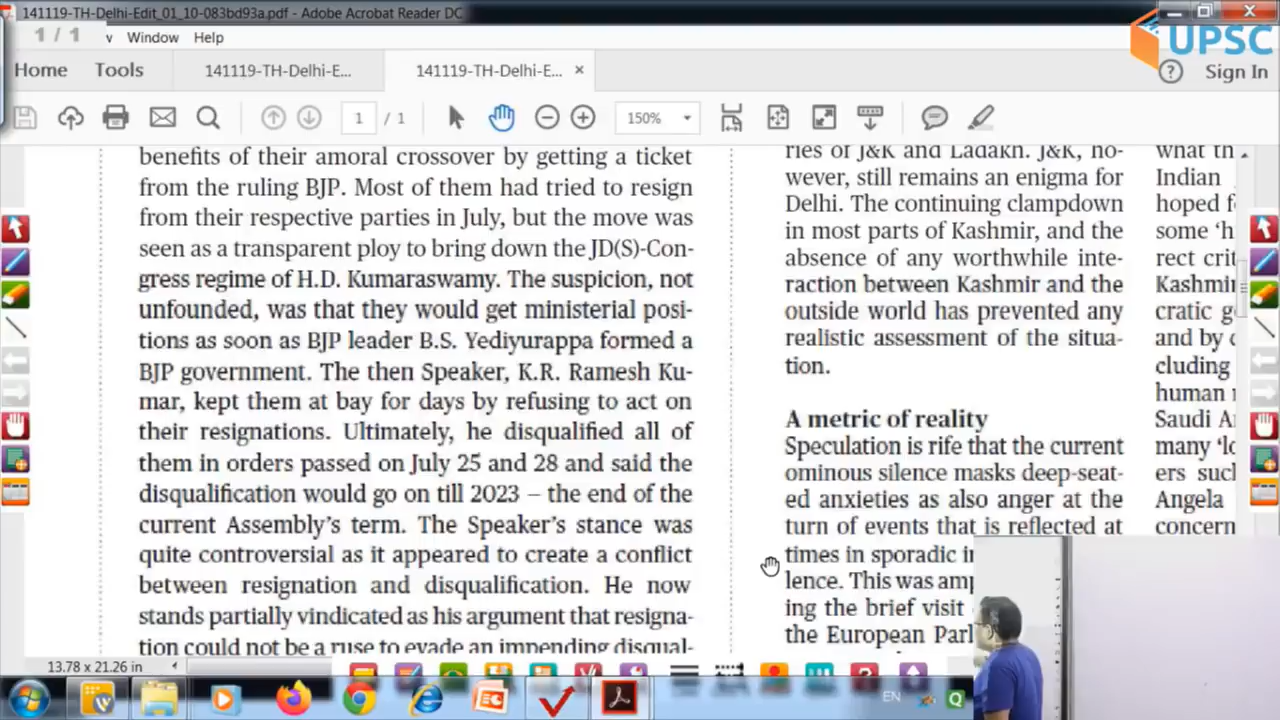 141119-TH-Delhi-Edit_01_10-083bd93a.pdf - Adobe Acrobat Reader DC
1 / 1
Window Help
UPSC
Home Tools 141119-TH-Delhi-E... 141119-TH-Delhi-E... × ? Sign In
1 / 1 150%
benefits of their amoral crossover by getting a ticket
from the ruling BJP. Most of them had tried to resign
from their respective parties in July, but the move was
seen as a transparent ploy to bring down the JD(S)-Con-
gress regime of H.D. Kumaraswamy. The suspicion, not
unfounded, was that they would get ministerial posi-
tions as soon as BJP leader B.S. Yediyurappa formed a
BJP government. The then Speaker, K.R. Ramesh Ku-
mar, kept them at bay for days by refusing to act on
their resignations. Ultimately, he disqualified all of
them in orders passed on July 25 and 28 and said the
disqualification would go on till 2023 – the end of the
current Assembly's term. The Speaker's stance was
quite controversial as it appeared to create a conflict
between resignation and disqualification. He now
stands partially vindicated as his argument that resigna-
tion could not be a ruse to evade an impending disqual-
ries of J&K and Ladakh. J&K, ho-
wever, still remains an enigma for
Delhi. The continuing clampdown
in most parts of Kashmir, and the
absence of any worthwhile inte-
raction between Kashmir and the
outside world has prevented any
realistic assessment of the situa-
tion.
A metric of reality
Speculation is rife that the current
ominous silence masks deep-seat-
ed anxieties as also anger at the
turn of events that is reflected at
times in sporadic
lence. This was
ing the brief visit
the European
what
Indian
hoped
some
rect
Kashmir
cratic
and by
cluding
human
Saudi
many
ers
Angela
concern
13.78 x 21.26 in
EN